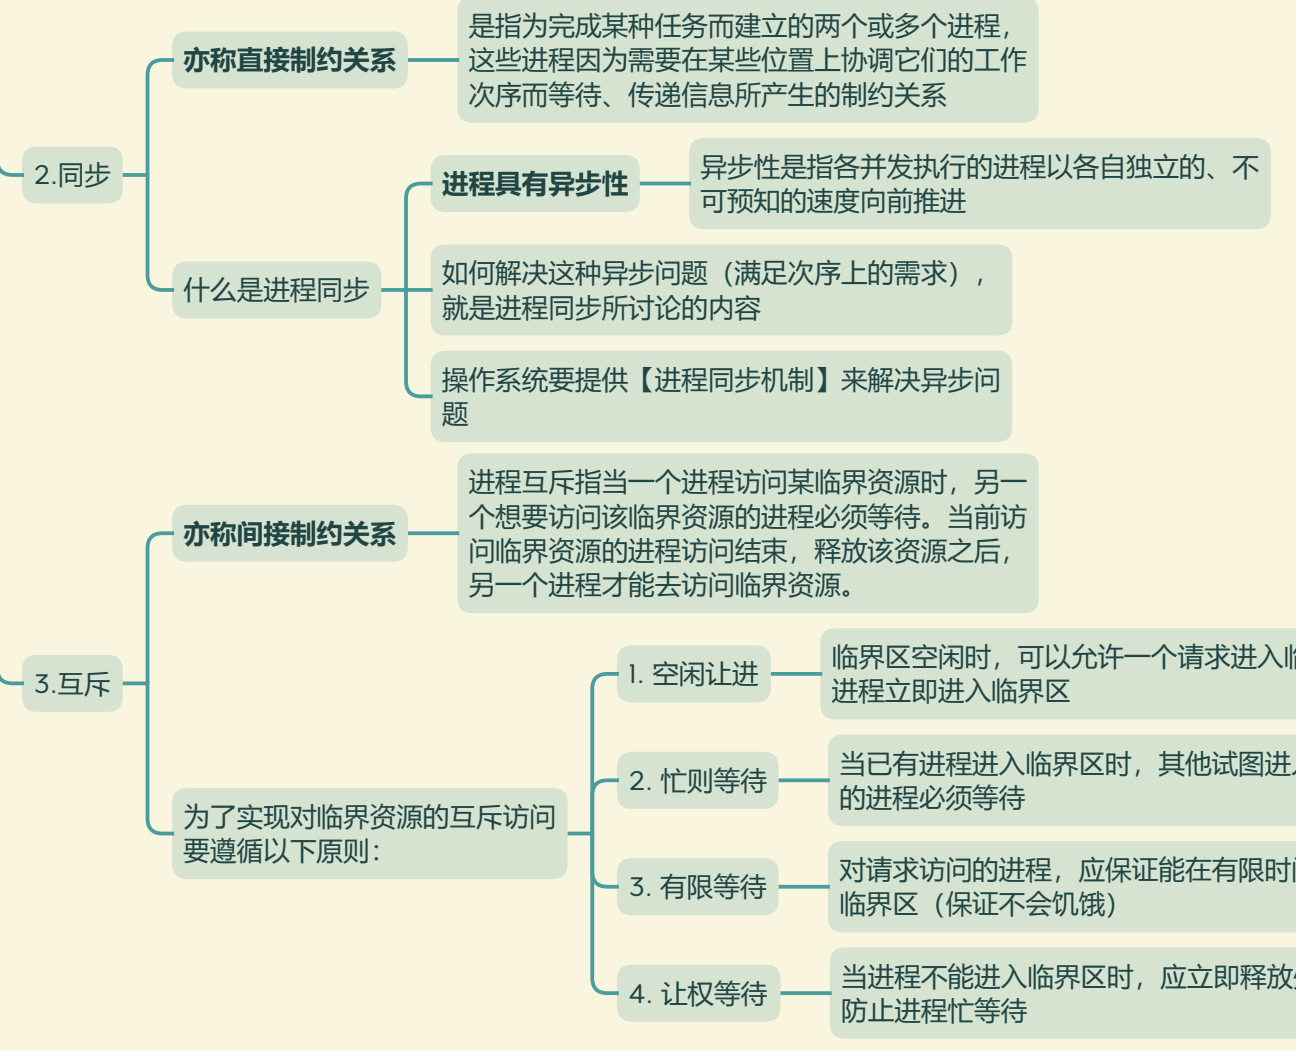 2.同步
亦称直接制约关系
是指为完成某种任务而建立的两个或多个进程，
这些进程因为需要在某些位置上协调它们的工作
次序而等待、传递信息所产生的制约关系
什么是进程同步
进程具有异步性
异步性是指各并发执行的进程以各自独立的、不
可预知的速度向前推进
如何解决这种异步问题（满足次序上的需求），
就是进程同步所讨论的内容
操作系统要提供【进程同步机制】来解决异步问
题
3.互斥
亦称间接制约关系
进程互斥指当一个进程访问某临界资源时，另一
个想要访问该临界资源的进程必须等待。当前访
问临界资源的进程访问结束，释放该资源之后，
另一个进程才能去访问临界资源。
为了实现对临界资源的互斥访问
要遵循以下原则：
1. 空闲让进
临界区空闲时，可以允许一个请求进入
进程立即进入临界区
2. 忙则等待
当已有进程进入临界区时，其他试图进
的进程必须等待
3. 有限等待
对请求访问的进程，应保证能在有限时
临界区（保证不会饥饿）
4. 让权等待
当进程不能进入临界区时，应立即释放
防止进程忙等待